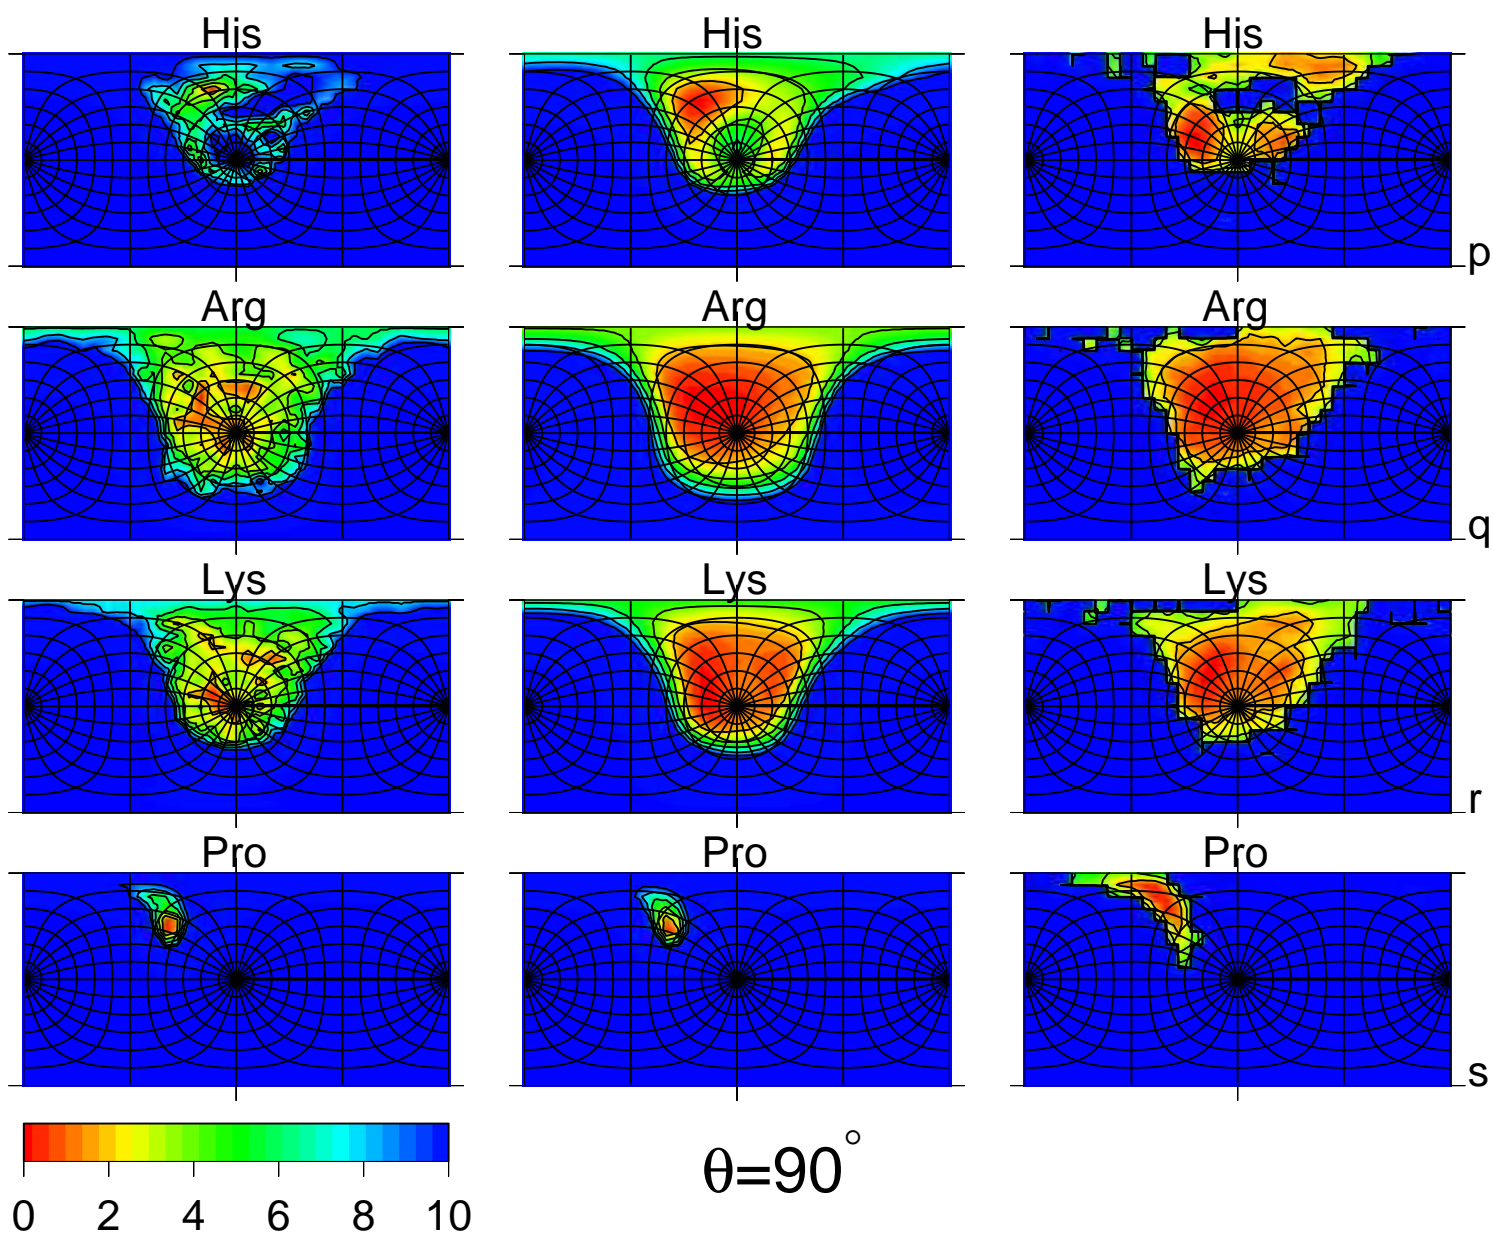 His His His
p
Arg Arg Arg
q
Lys Lys Lys
r
Pro Pro Pro
s
θ=90°
0 2 4 6 8 10